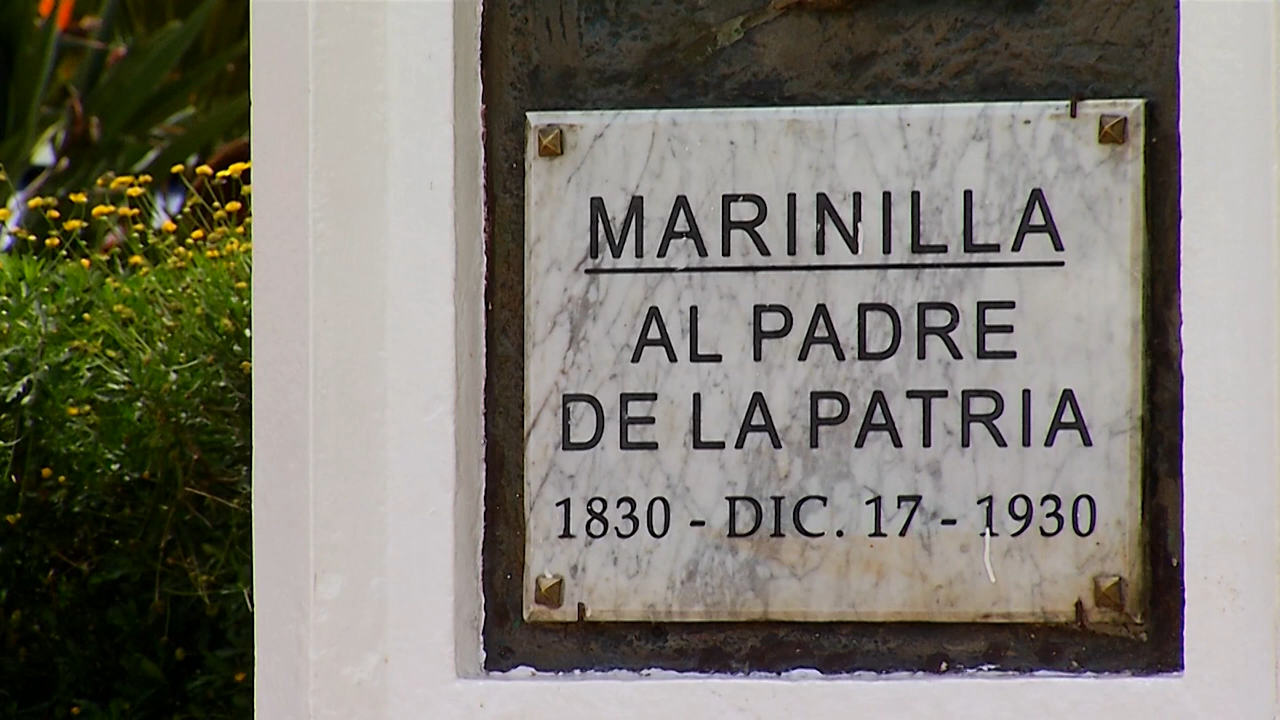 MARINILLA
AL PADRE
DE LA PATRIA
1830 - DIC. 17 - 1930